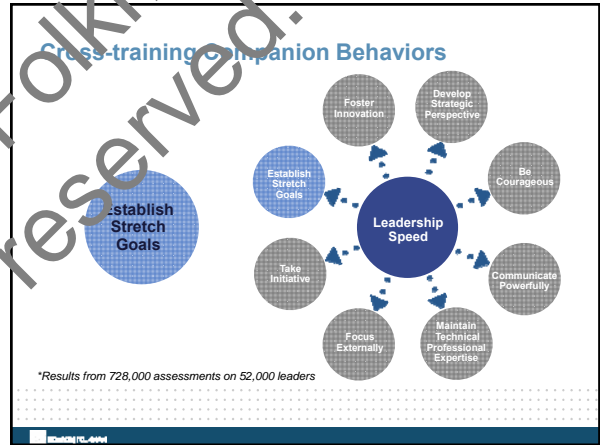 Cross-training Companion Behaviors
Foster
Innovation
Develop
Strategic
Perspective
Establish
Stretch
Goals
Be
Courageous
Establish
Stretch
Goals
Leadership
Speed
Take
Initiative
Communicate
Powerfully
Focus
Externally
Maintain
Technical
Professional
Expertise
*Results from 728,000 assessments on 52,000 leaders
reserved.